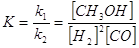 K = k₁/k₂ = [CH₃OH]/[H₂]²[CO]